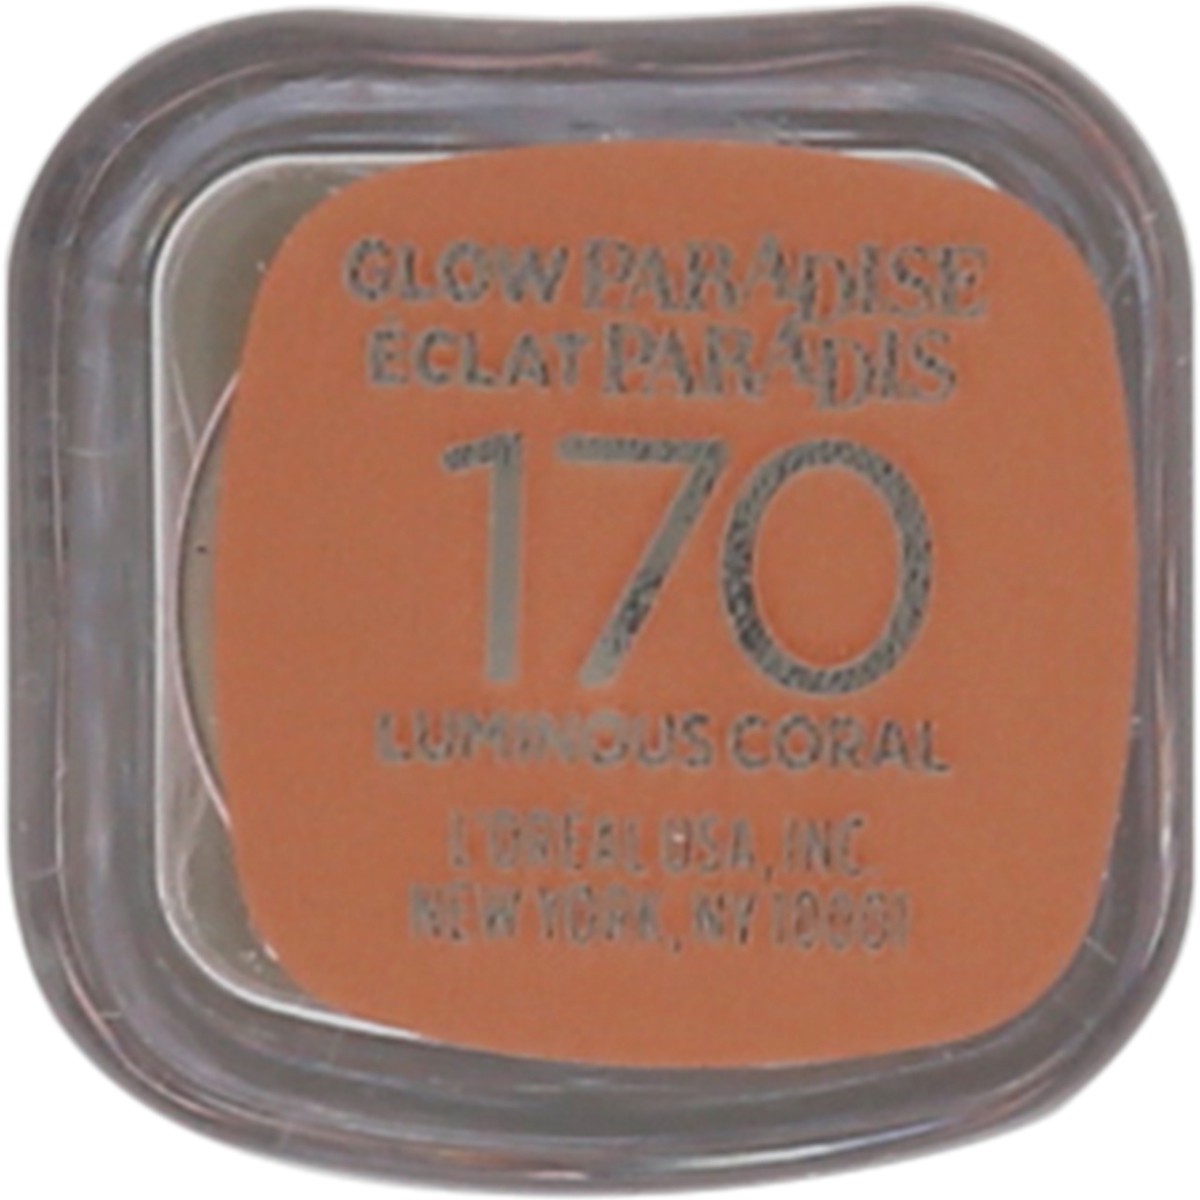 GLOW PARADISE
ÉCLAT PARADIS
170
LUMINOUS CORAL
L'ORÉAL USA, INC.
NEW YORK, NY 10001